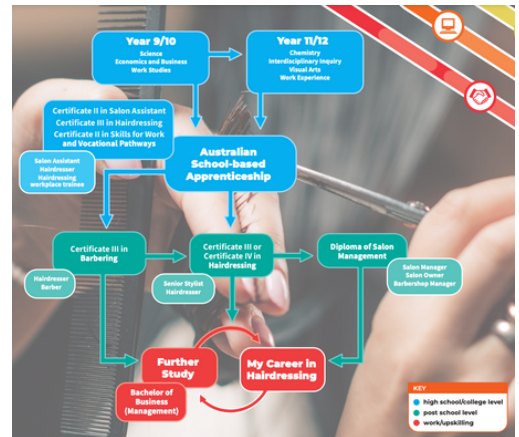 Year 9/10
Science
Economics and Business
Work Studies
Year 11/12
Chemistry
Interdisciplinary Inquiry
Visual Arts
Work Experience
Certificate II in Salon Assistant
Certificate III in Hairdressing
Certificate II in Skills for Work
and Vocational Pathways
Salon Assistant
Hairdresser
Hairdressing
workplace trainee
Australian
School-based
Apprenticeship
Certificate III in
Barbering
Hairdresser
Barber
Certificate III or
Certificate IV in
Hairdressing
Senior Stylist
Hairdresser
Diploma of Salon
Management
Salon Manager
Salon Owner
Barbershop Manager
Further
Study
Bachelor of
Business
(Management)
My Career in
Hairdressing
KEY
high school/college level
post school level
work/upskilling